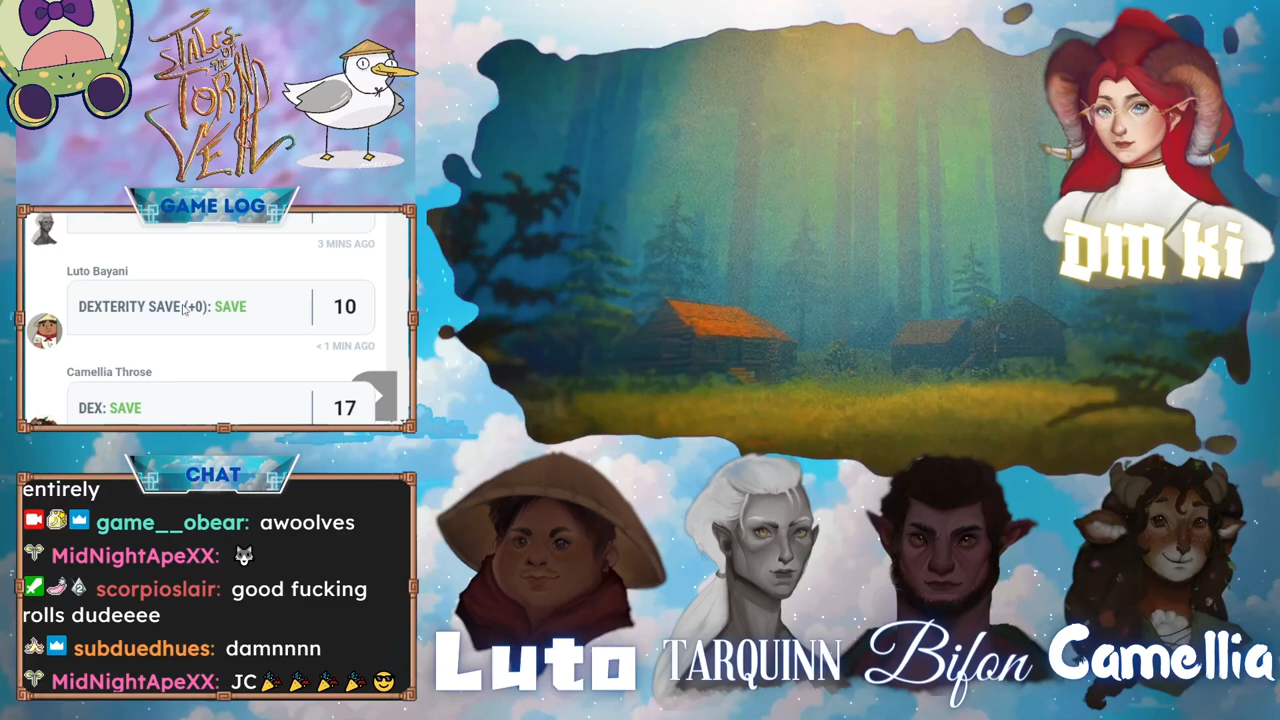 TALES
OF THE
TORN
VEIL
GAME LOG
3 MINS AGO
Luto Bayani
DEXTERITY SAVE (+0): SAVE
10
< 1 MIN AGO
Camellia Throse
DEX: SAVE
17
CHAT
entirely
game__obear: awoolves
MidNightApeXX:
scorpioslair: good fucking
rolls dudeeee
subduedhues: damnnnn
MidNightApeXX: JC
DM Ki
Luto
TARQUINN
Bifon
Camellia